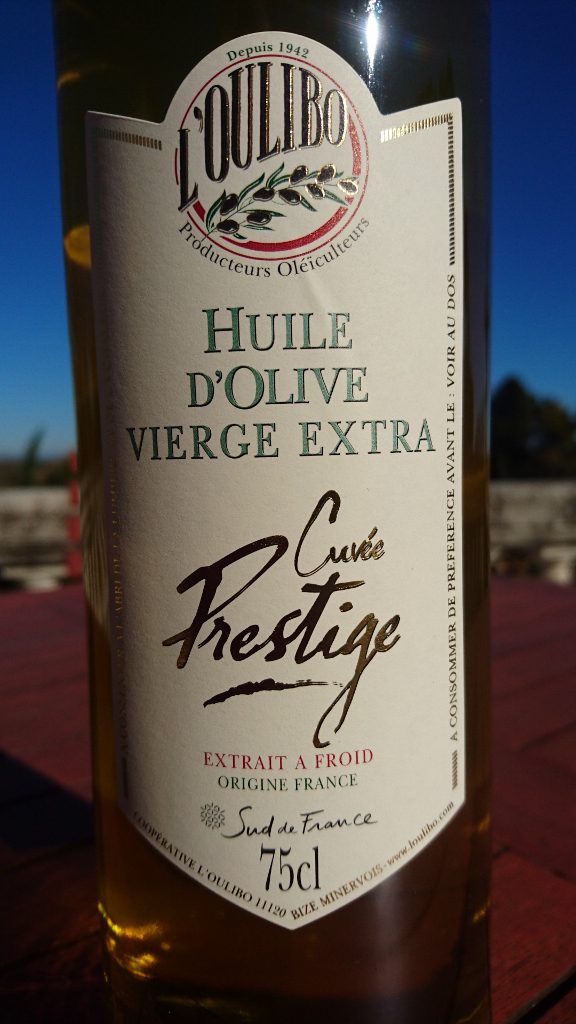 Depuis 1942
L'OULIBO
Producteurs Oléiculteurs
HUILE
D'OLIVE
VIERGE EXTRA
Cuvée
Prestige
EXTRAIT A FROID
ORIGINE FRANCE
Sud de France
75cl
COOPÉRATIVE L'OULIBO 11120 BIZE MINERVOIS - www.loulibo.com
A CONSOMMER DE PREFERENCE AVANT LE : VOIR AU DOS